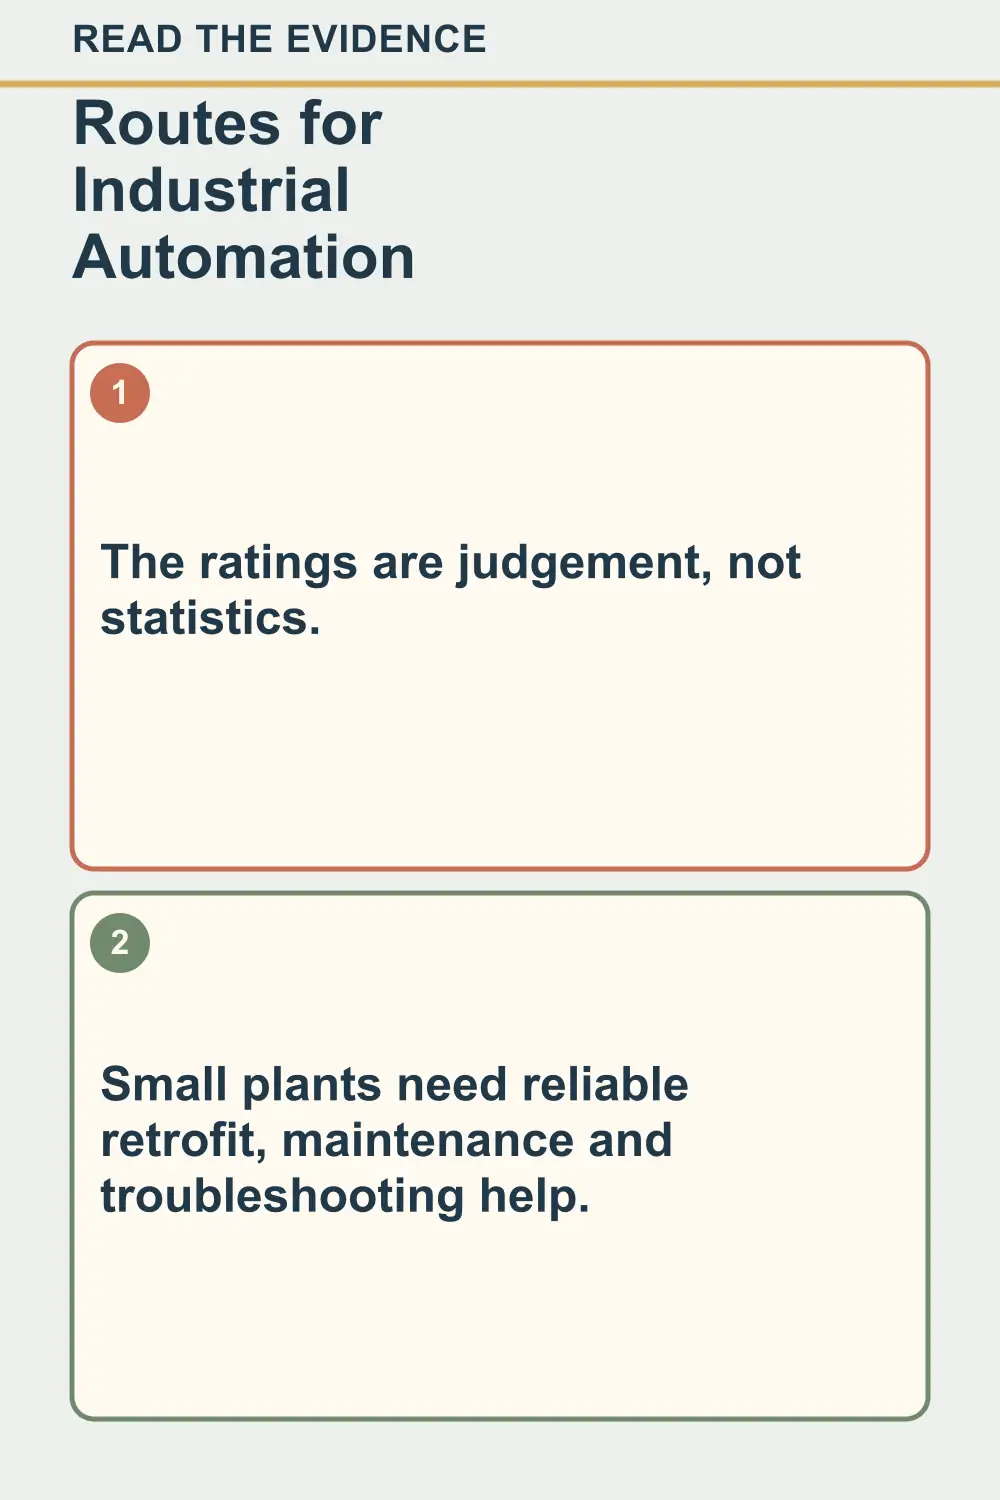 READ THE EVIDENCE
Routes for
Industrial
Automation
1
The ratings are judgement, not
statistics.
2
Small plants need reliable
retrofit, maintenance and
troubleshooting help.